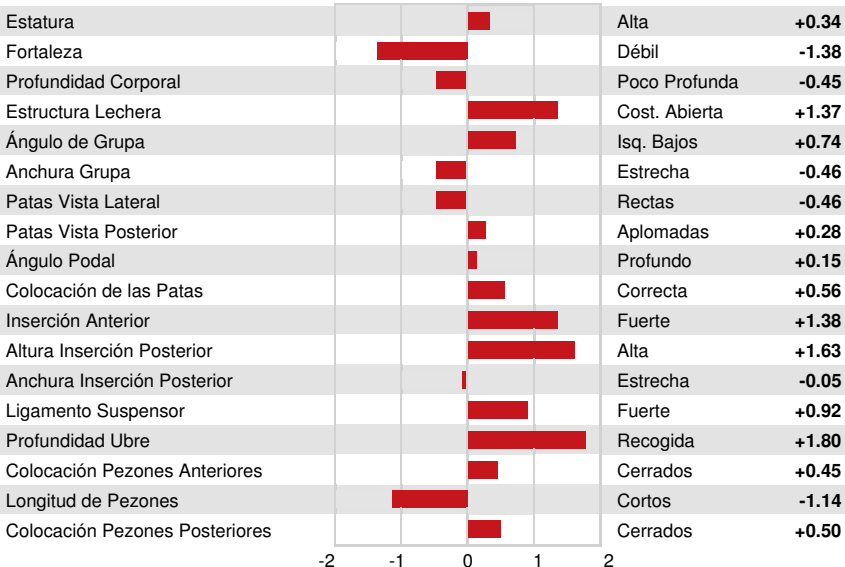 Estatura Alta +0.34
Fortaleza Débil -1.38
Profundidad Corporal Poco Profunda -0.45
Estructura Lechera Cost. Abierta +1.37
Ángulo de Grupa Isq. Bajos +0.74
Anchura Grupa Estrecha -0.46
Patas Vista Lateral Rectas -0.46
Patas Vista Posterior Aplomadas +0.28
Ángulo Podal Profundo +0.15
Colocación de las Patas Correcta +0.56
Inserción Anterior Fuerte +1.38
Altura Inserción Posterior Alta +1.63
Anchura Inserción Posterior Estrecha -0.05
Ligamento Suspensor Fuerte +0.92
Profundidad Ubre Recogida +1.80
Colocación Pezones Anteriores Cerrados +0.45
Longitud de Pezones Cortos -1.14
Colocación Pezones Posteriores Cerrados +0.50
-2 -1 0 1 2